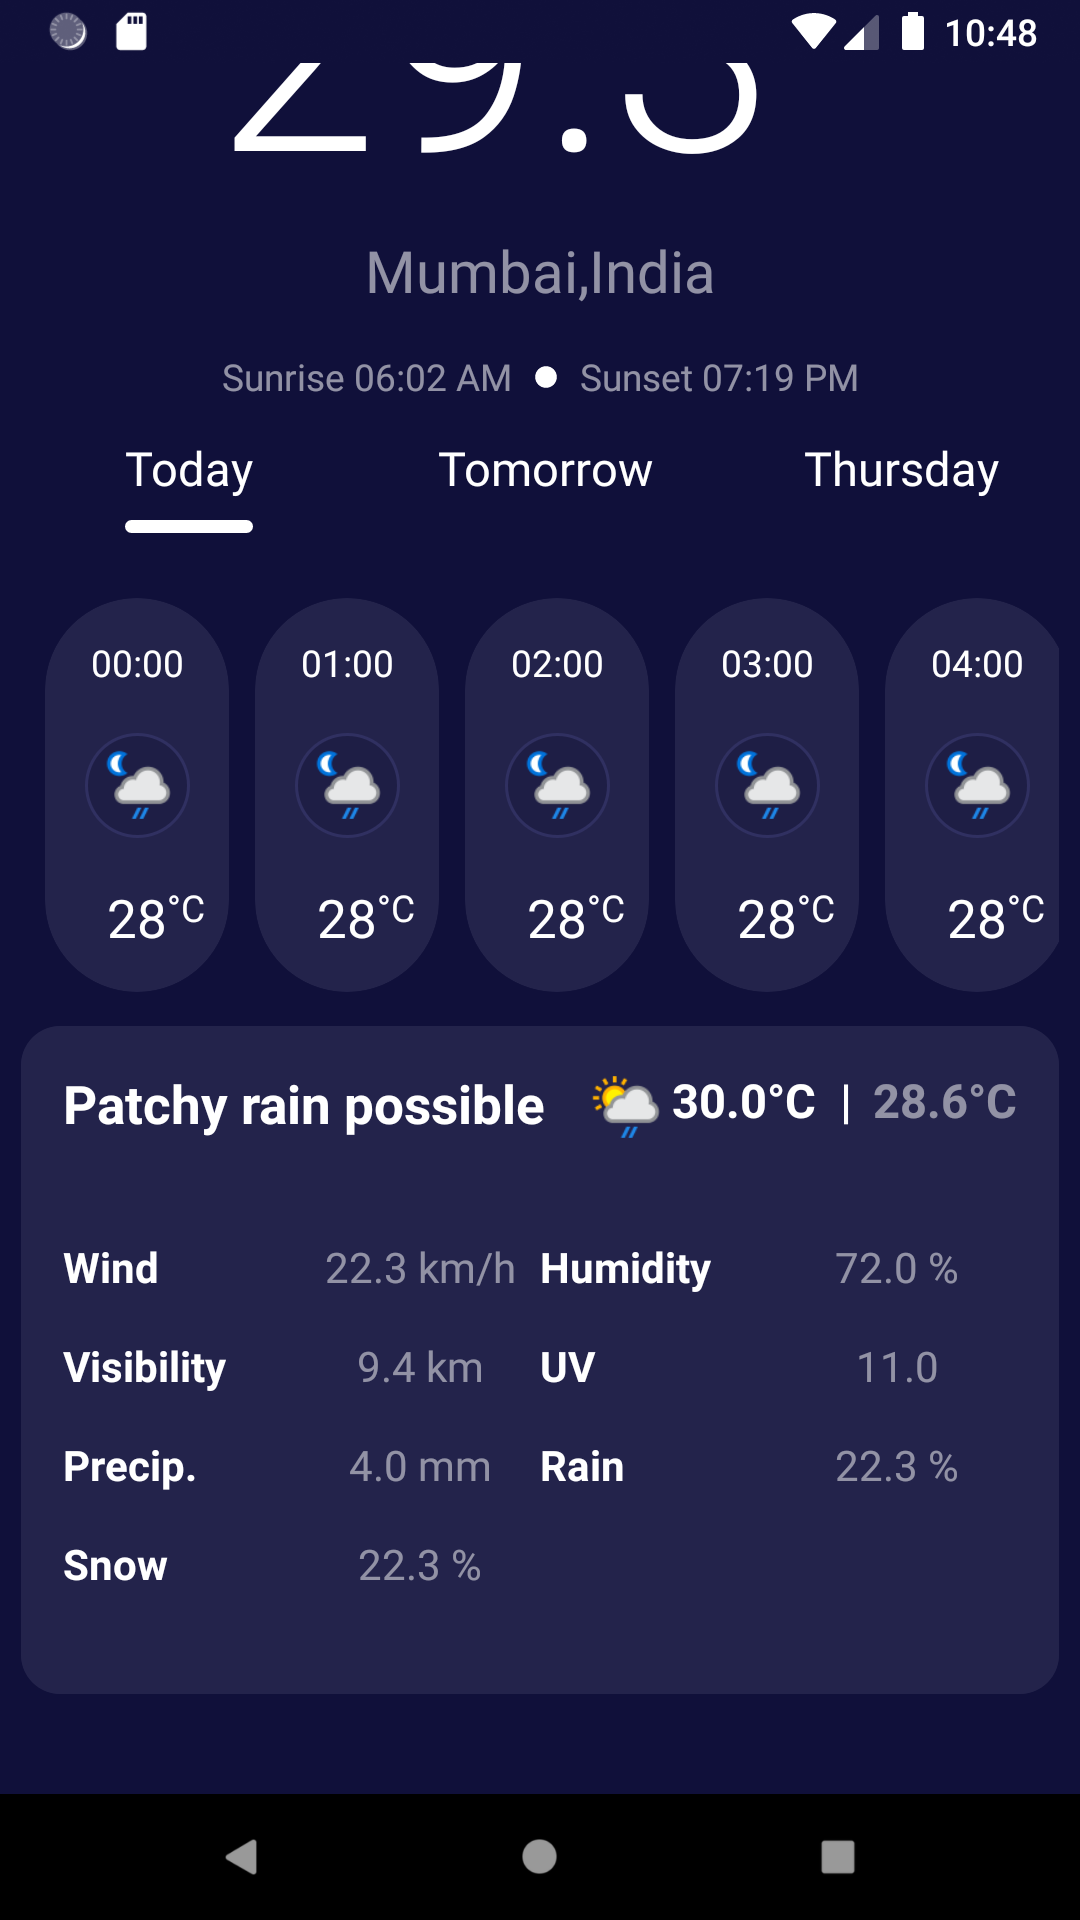 10:48
Mumbai,India
Sunrise 06:02 AM ● Sunset 07:19 PM
Today Tomorrow Thursday
00:00 01:00 02:00 03:00 04:00
28°C 28°C 28°C 28°C 28°C
Patchy rain possible 30.0°C | 28.6°C
Wind 22.3 km/h Humidity 72.0 %
Visibility 9.4 km UV 11.0
Precip. 4.0 mm Rain 22.3 %
Snow 22.3 %